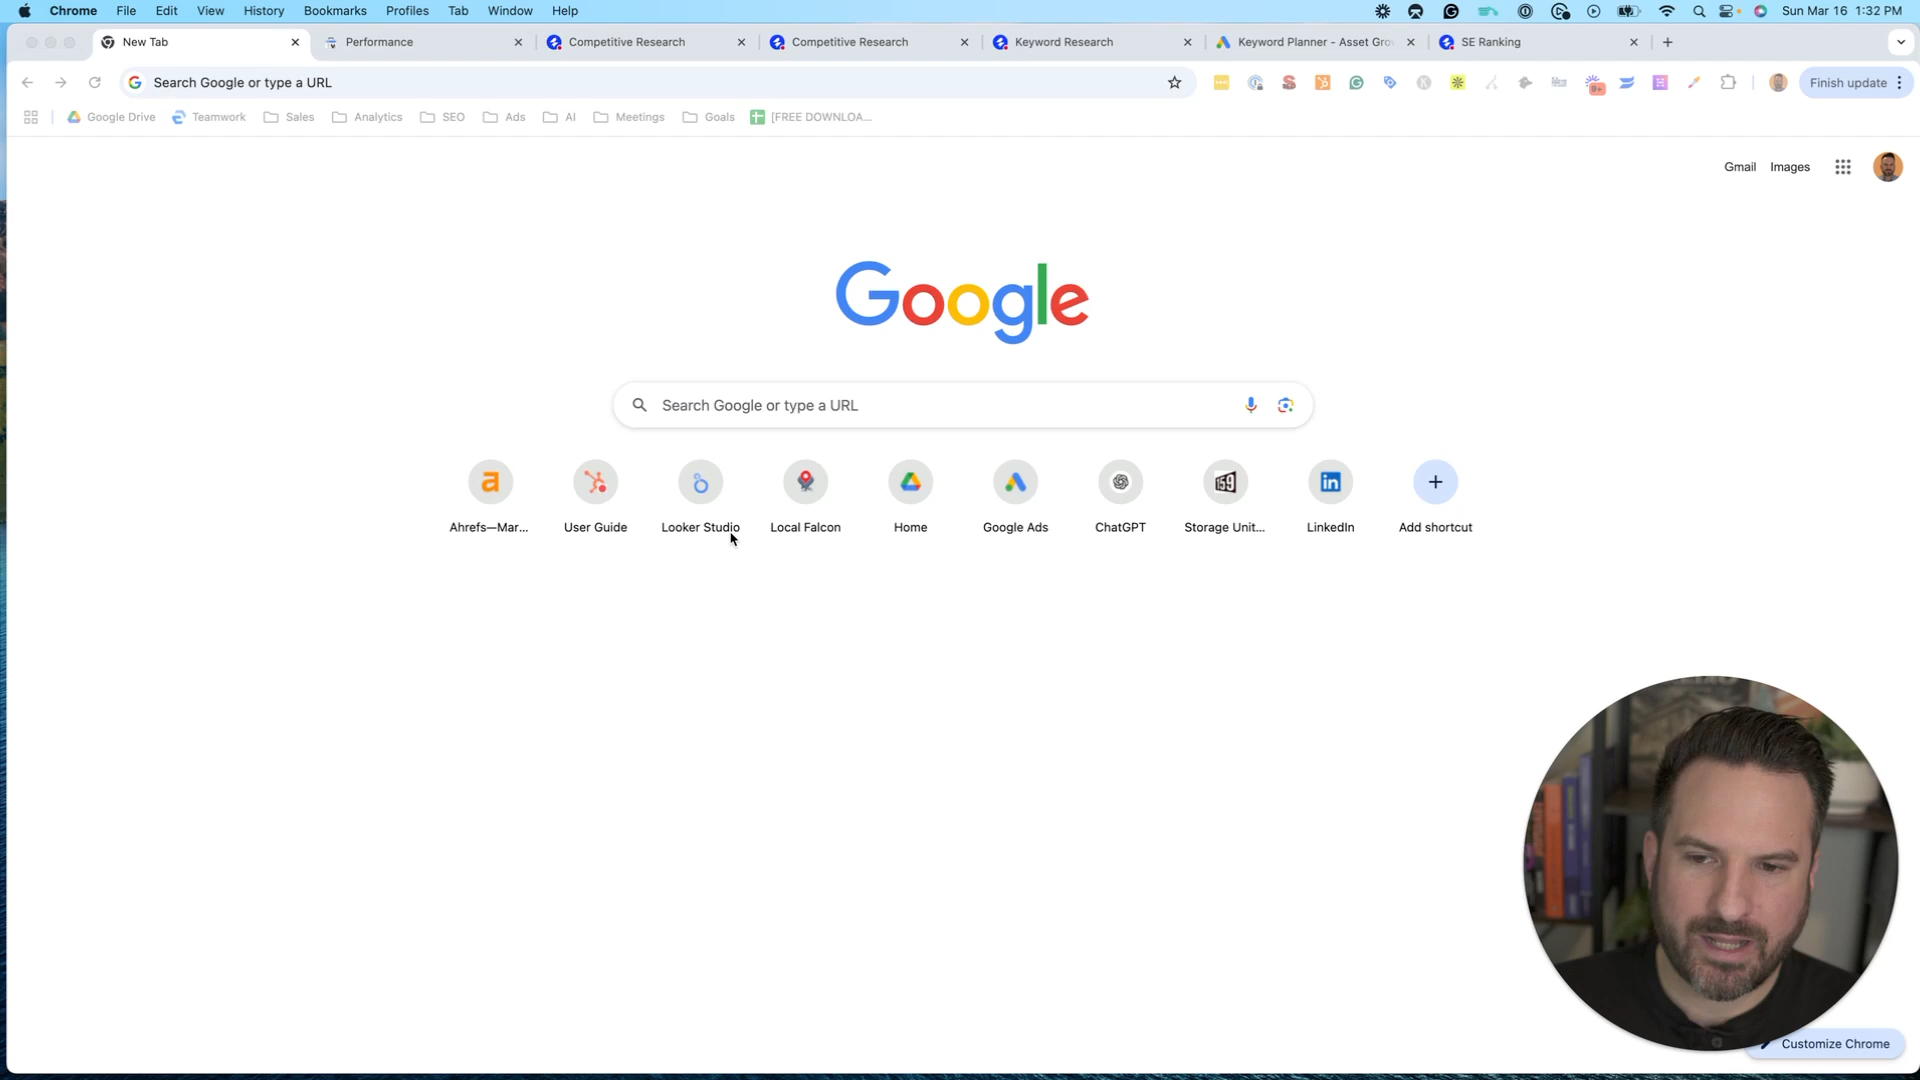 Chrome File Edit View History Bookmarks Profiles Tab Window Help Sun Mar 16 1:32 PM
New Tab Performance Competitive Research Competitive Research Keyword Research Keyword Planner - Asset Gro SE Ranking
Search Google or type a URL 9+ Finish update
Google Drive Teamwork Sales Analytics SEO Ads AI Meetings Goals [FREE DOWNLOA...
Gmail Images
Google
Search Google or type a URL
Ahrefs—Mar... User Guide Looker Studio Local Falcon Home Google Ads ChatGPT Storage Unit... LinkedIn Add shortcut
Customize Chrome